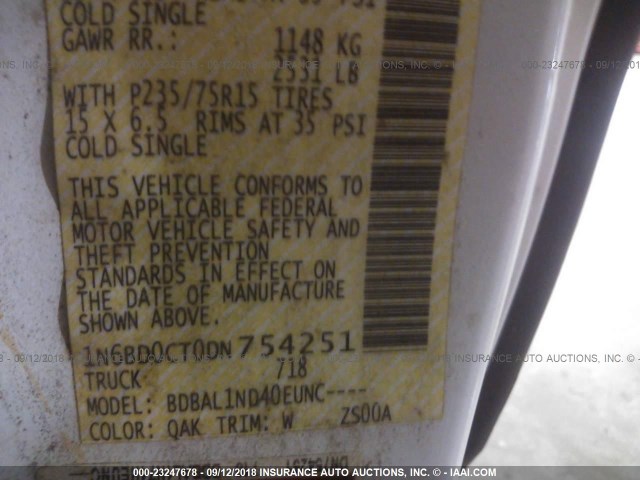 COLD SINGLE
GAWR RR.: 1148 KG
2531 LB
WITH P235/75R15 TIRES
15 X 6.5 RIMS AT 35 PSI
COLD SINGLE
THIS VEHICLE CONFORMS TO
ALL APPLICABLE FEDERAL
MOTOR VEHICLE SAFETY AND
THEFT PREVENTION
STANDARDS IN EFFECT ON
THE DATE OF MANUFACTURE
SHOWN ABOVE.
1N6BD0CT0DN754251
TRUCK 718
MODEL: BDBAL1ND40EUNC----
COLOR: QAK TRIM: W ZS00A
000-23247678 - 09/12/2018 INSURANCE AUTO AUCTIONS, INC. - © - IAAI.COM